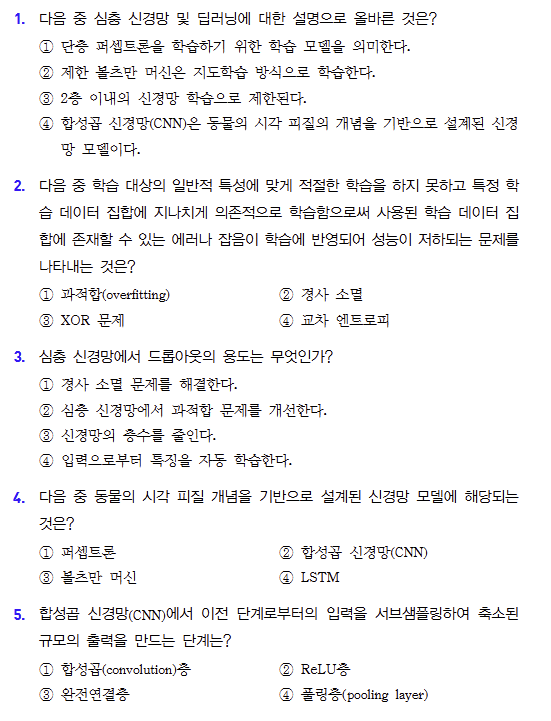 1. 다음 중 심층 신경망 및 딥러닝에 대한 설명으로 올바른 것은?
① 단층 퍼셉트론을 학습하기 위한 학습 모델을 의미한다.
② 제한 볼츠만 머신은 지도학습 방식으로 학습한다.
③ 2층 이내의 신경망 학습으로 제한된다.
④ 합성곱 신경망(CNN)은 동물의 시각 피질의 개념을 기반으로 설계된 신경
망 모델이다.
2. 다음 중 학습 대상의 일반적 특성에 맞게 적절한 학습을 하지 못하고 특정 학
습 데이터 집합에 지나치게 의존적으로 학습함으로써 사용된 학습 데이터 집
합에 존재할 수 있는 에러나 잡음이 학습에 반영되어 성능이 저하되는 문제를
나타내는 것은?
① 과적합(overfitting) ② 경사 소멸
③ XOR 문제 ④ 교차 엔트로피
3. 심층 신경망에서 드롭아웃의 용도는 무엇인가?
① 경사 소멸 문제를 해결한다.
② 심층 신경망에서 과적합 문제를 개선한다.
③ 신경망의 층수를 줄인다.
④ 입력으로부터 특징을 자동 학습한다.
4. 다음 중 동물의 시각 피질 개념을 기반으로 설계된 신경망 모델에 해당되는
것은?
① 퍼셉트론 ② 합성곱 신경망(CNN)
③ 볼츠만 머신 ④ LSTM
5. 합성곱 신경망(CNN)에서 이전 단계로부터의 입력을 서브샘플링하여 축소된
규모의 출력을 만드는 단계는?
① 합성곱(convolution)층 ② ReLU층
③ 완전연결층 ④ 풀링층(pooling layer)